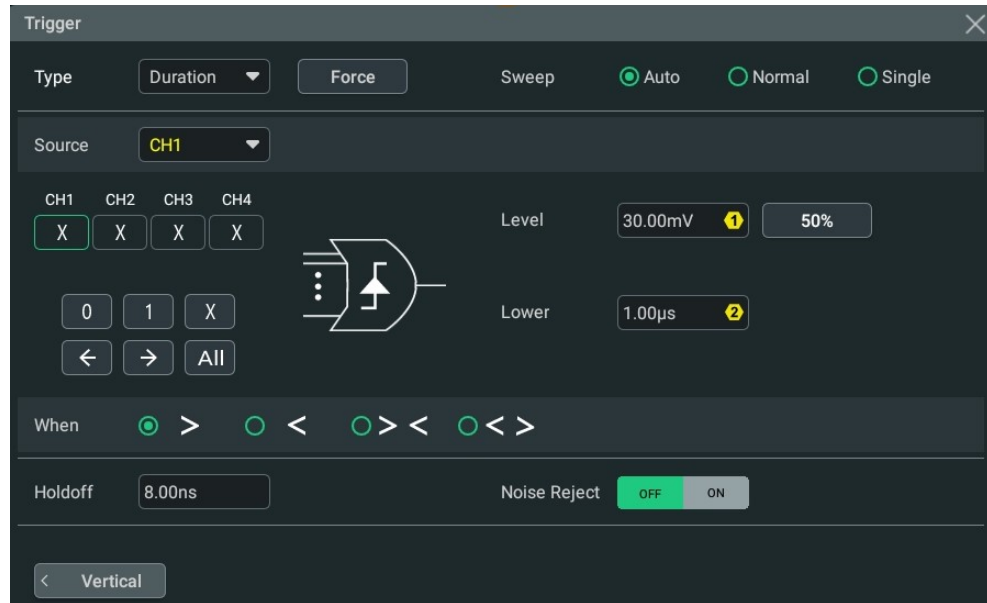 Trigger
Type Duration Force Sweep Auto Normal Single
Source CH1
CH1 CH2 CH3 CH4
X X X X
Level 30.00mV 1 50%
0 1 X
Lower 1.00µs 2
← → All
When > < > < < >
Holdoff 8.00ns Noise Reject OFF ON
< Vertical